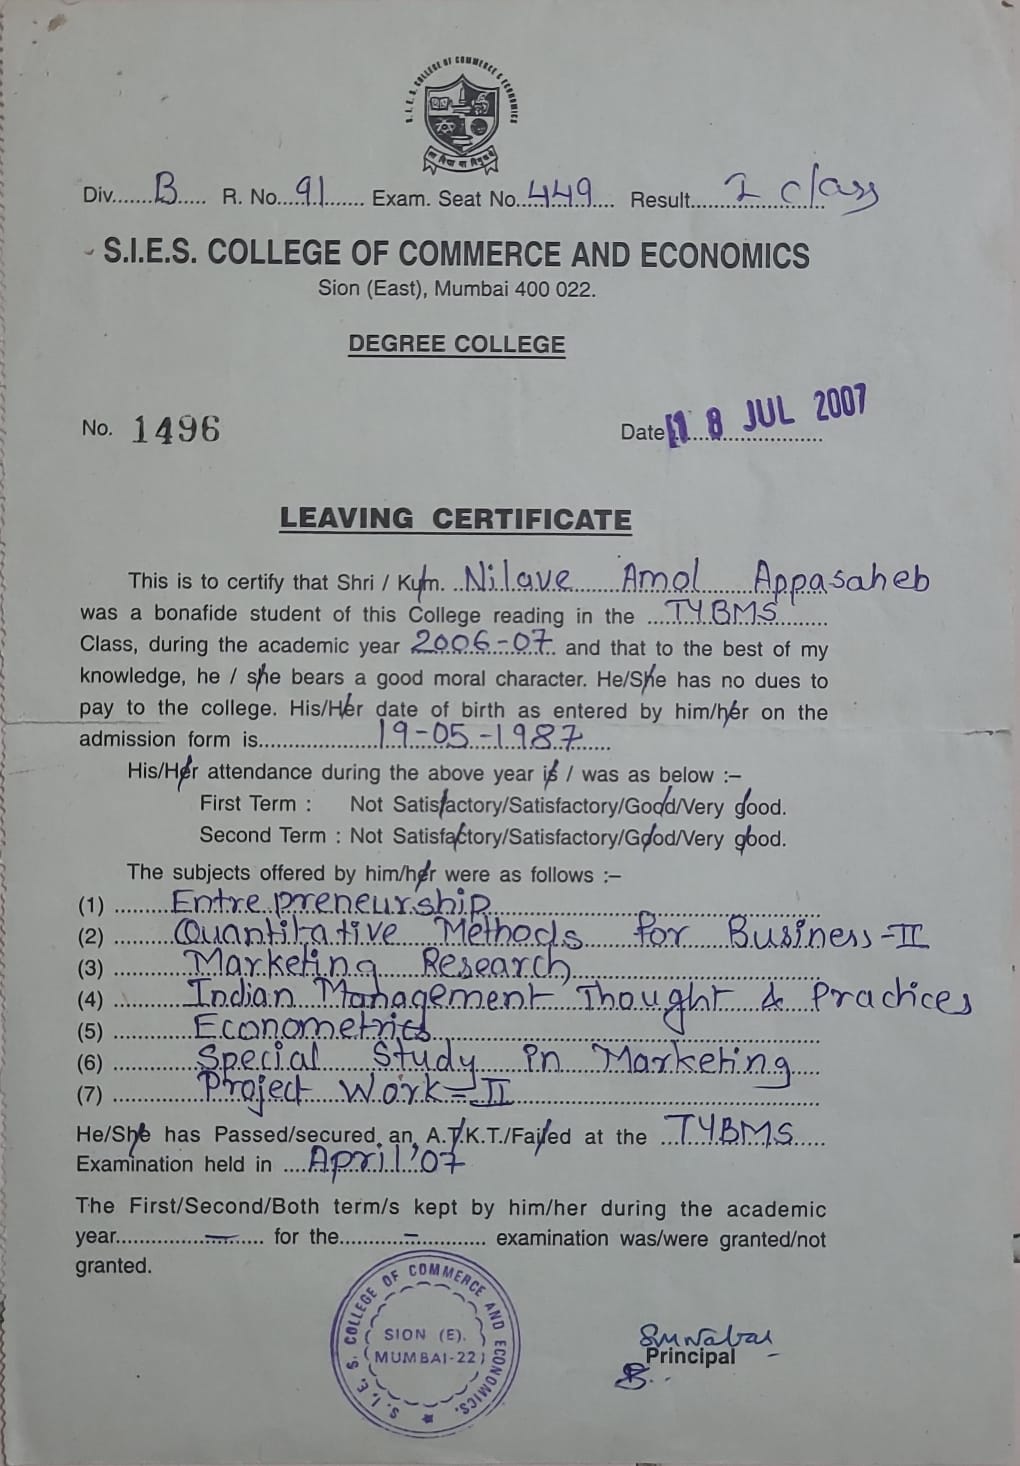 S.I.E.S. COLLEGE OF COMMERCE & ECONOMICS
Div.......B..... R. No....91....... Exam. Seat No...449.... Result....I class
S.I.E.S. COLLEGE OF COMMERCE AND ECONOMICS
Sion (East), Mumbai 400 022.
DEGREE COLLEGE
No. 1496
Date 18 JUL 2007
LEAVING CERTIFICATE
This is to certify that Shri / Kum. ..Nilave Amol Appasaheb
was a bonafide student of this College reading in the .....TYBMS........
Class, during the academic year 2006-07 and that to the best of my
knowledge, he / she bears a good moral character. He/She has no dues to
pay to the college. His/Her date of birth as entered by him/her on the
admission form is...................19-05-1987.....
His/Her attendance during the above year is / was as below :–
First Term : Not Satisfactory/Satisfactory/Good/Very good.
Second Term : Not Satisfactory/Satisfactory/Good/Very good.
The subjects offered by him/her were as follows :–
(1) .........Entrepreneurship
(2) .........Quantitative Methods for Business-II
(3) ...........Marketing Research
(4) ...........Indian Management Thought & Practices
(5) ............Econometrics
(6) ............Special Study in Marketing....
(7) ............Project Work-II
He/She has Passed/secured an A.T.K.T./Failed at the ...TYBMS.....
Examination held in ....April'07
The First/Second/Both term/s kept by him/her during the academic
year..............–........ for the...........–........... examination was/were granted/not
granted.
S. I. E. S. COLLEGE OF COMMERCE AND ECONOMICS.
SION (E).
MUMBAI-22
Principal